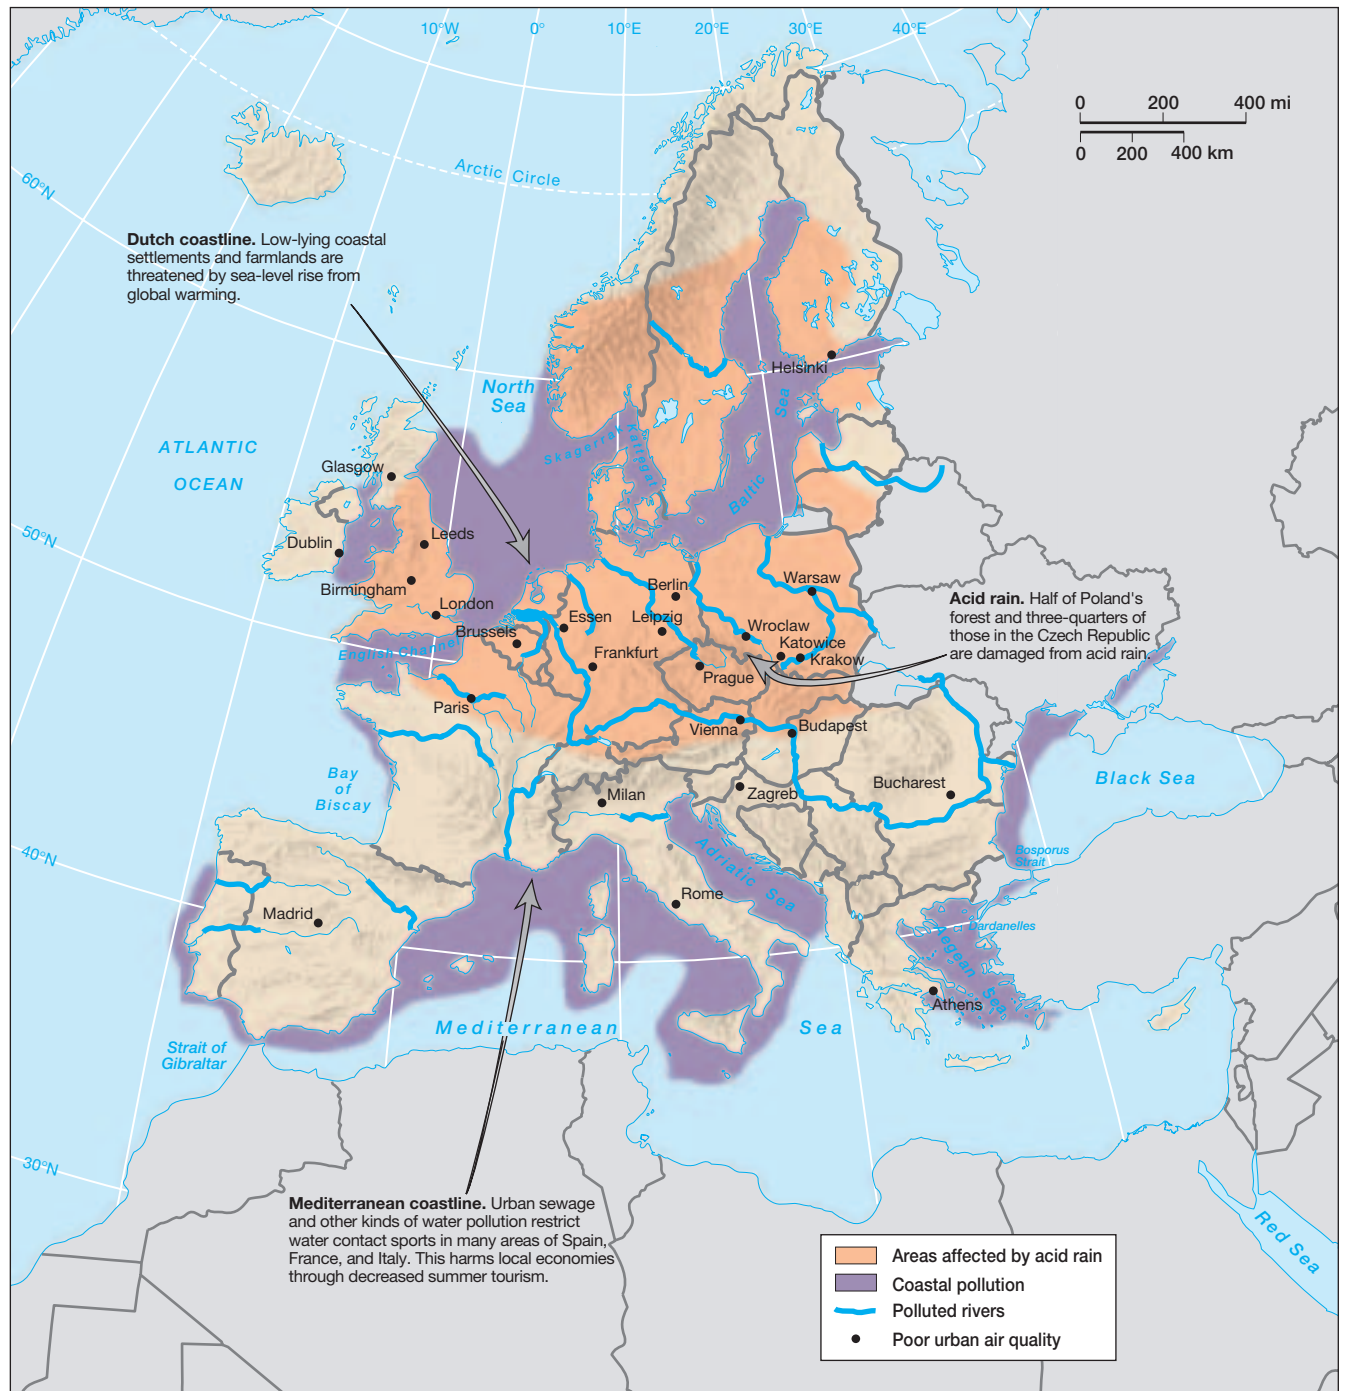 10°W
0°
10°E
20°E
30°E
40°E
0 200 400 mi
0 200 400 km
Arctic Circle
60°N
Dutch coastline. Low-lying coastal
settlements and farmlands are
threatened by sea-level rise from
global warming.
North
Sea
Helsinki
Sea
Baltic
Skagerrak
Kattegat
ATLANTIC
OCEAN
Glasgow
50°N
Dublin
Leeds
Birmingham
London
Berlin
Warsaw
Essen
Leipzig
Brussels
Wroclaw
Katowice
Krakow
English Channel
Frankfurt
Prague
Acid rain. Half of Poland's
forest and three-quarters of
those in the Czech Republic
are damaged from acid rain.
Paris
Vienna
Budapest
Bay
of
Biscay
Milan
Zagreb
Bucharest
Black Sea
40°N
Bosporus
Strait
Adriatic Sea
Rome
Madrid
Dardanelles
Aegean Sea
Athens
Mediterranean Sea
Strait of
Gibraltar
30°N
Mediterranean coastline. Urban sewage
and other kinds of water pollution restrict
water contact sports in many areas of Spain,
France, and Italy. This harms local economies
through decreased summer tourism.
Red Sea
Areas affected by acid rain
Coastal pollution
Polluted rivers
Poor urban air quality